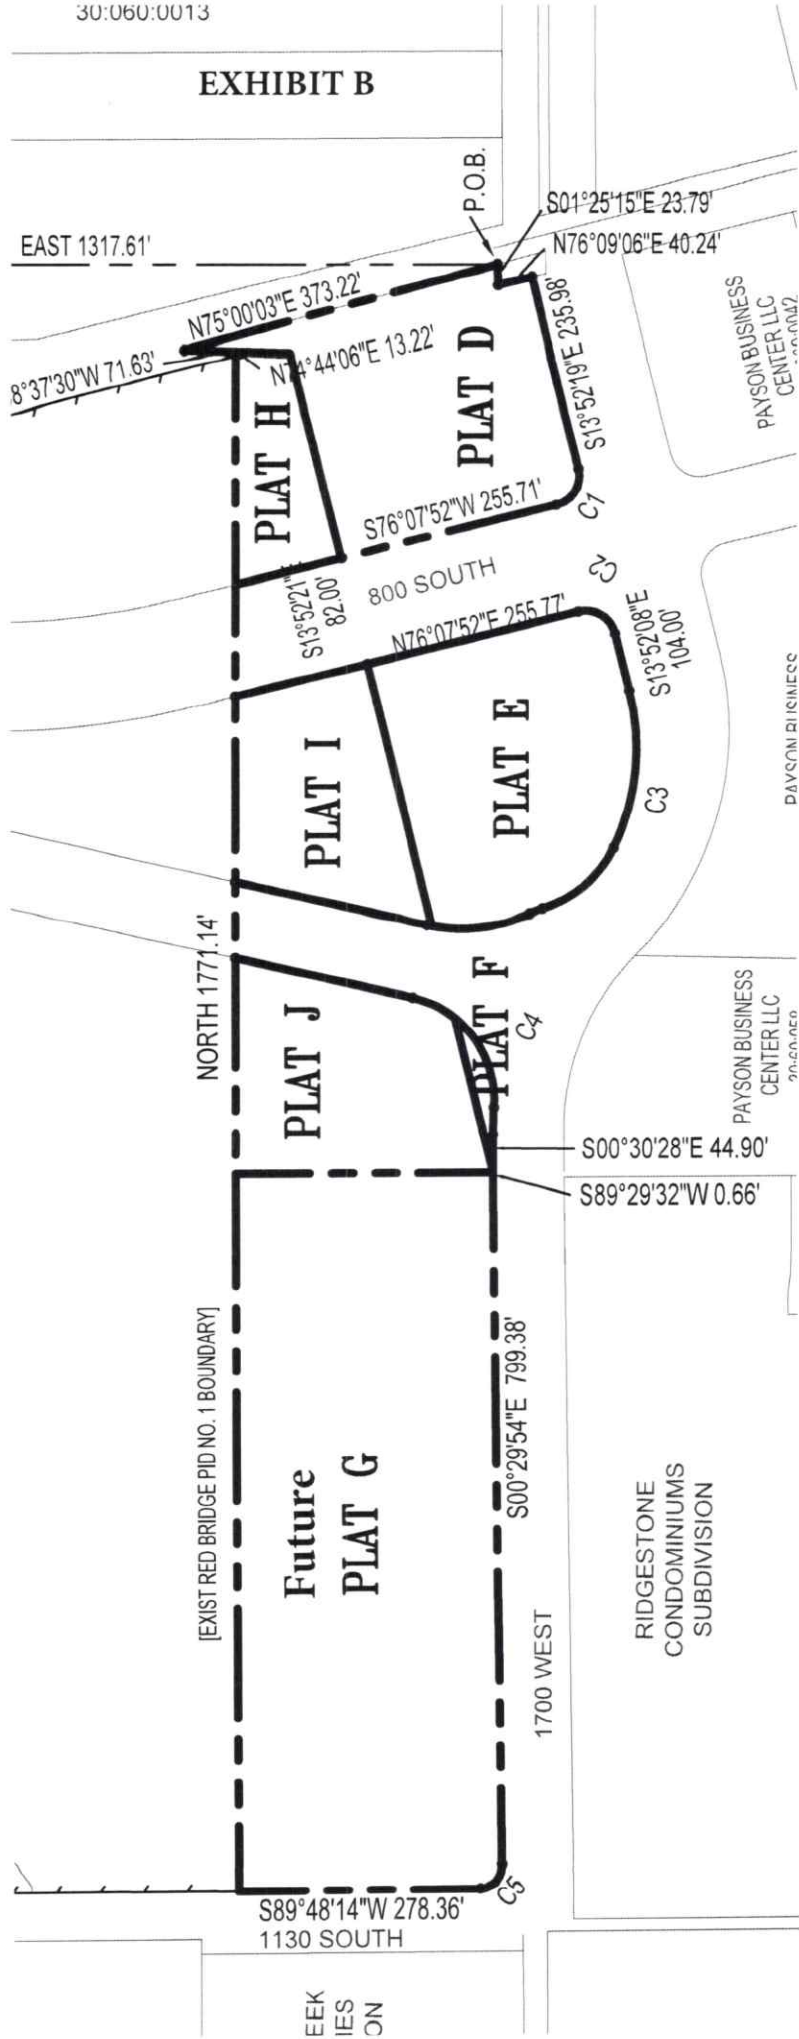 30:060:0013
EXHIBIT B
P.O.B.
S01°25'15"E 23.79'
N76°09'06"E 40.24'
EAST 1317.61'
N75°00'03"E 373.22'
8°37'30"W 71.63'
N74°44'06"E 13.22'
PLAT H
PLAT D
S13°52'19"E 235.98'
PAYSON BUSINESS
CENTER LLC
S76°07'52"W 255.71'
C1
S13°52'21"E
82.00'
800 SOUTH
C2
N76°07'52"E 255.77'
S13°52'08"E
104.00'
PLAT I
PLAT E
C3
PAYSON BUSINESS
NORTH 1771.14'
PLAT J
PLAT F
C4
PAYSON BUSINESS
CENTER LLC
S00°30'28"E 44.90'
S89°29'32"W 0.66'
[EXIST RED BRIDGE PID NO. 1 BOUNDARY]
Future
PLAT G
S00°29'54"E 799.38'
1700 WEST
RIDGESTONE
CONDOMINIUMS
SUBDIVISION
C5
S89°48'14"W 278.36'
1130 SOUTH
EEK
IES
ON